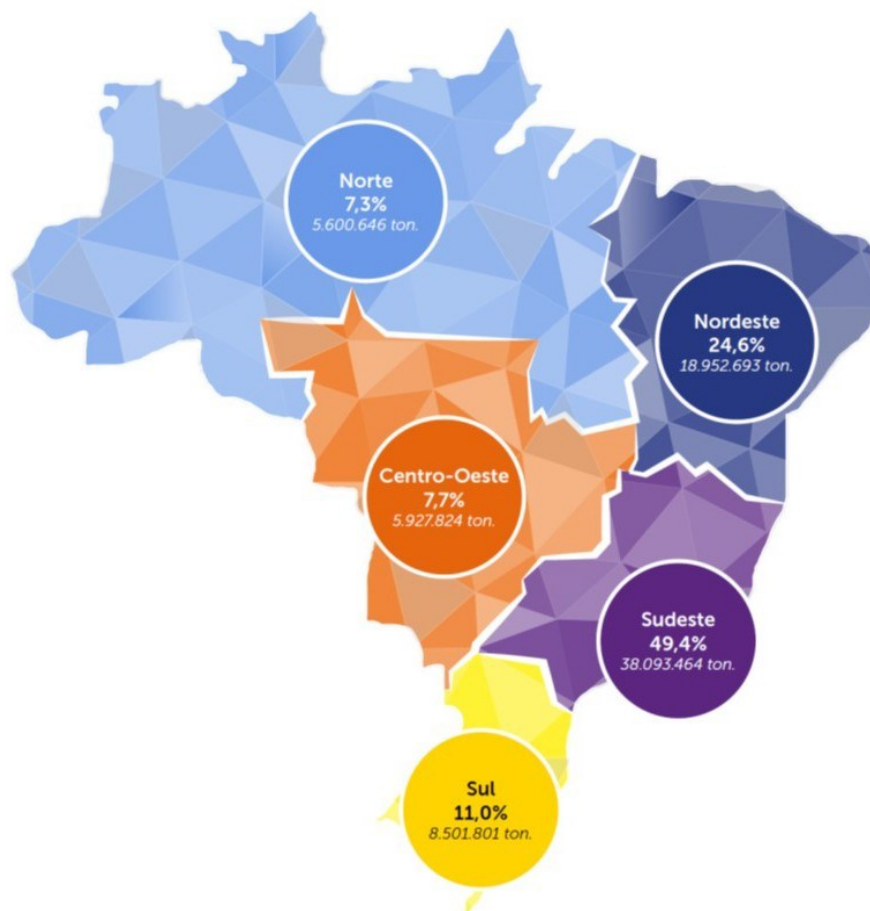 Norte
7,3%
5.600.646 ton.
Nordeste
24,6%
18.952.693 ton.
Centro-Oeste
7,7%
5.927.824 ton.
Sudeste
49,4%
38.093.464 ton.
Sul
11,0%
8.501.801 ton.